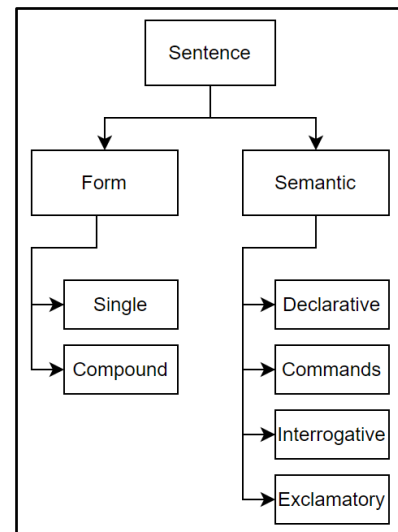 Sentence
Form
Semantic
Single
Compound
Declarative
Commands
Interrogative
Exclamatory